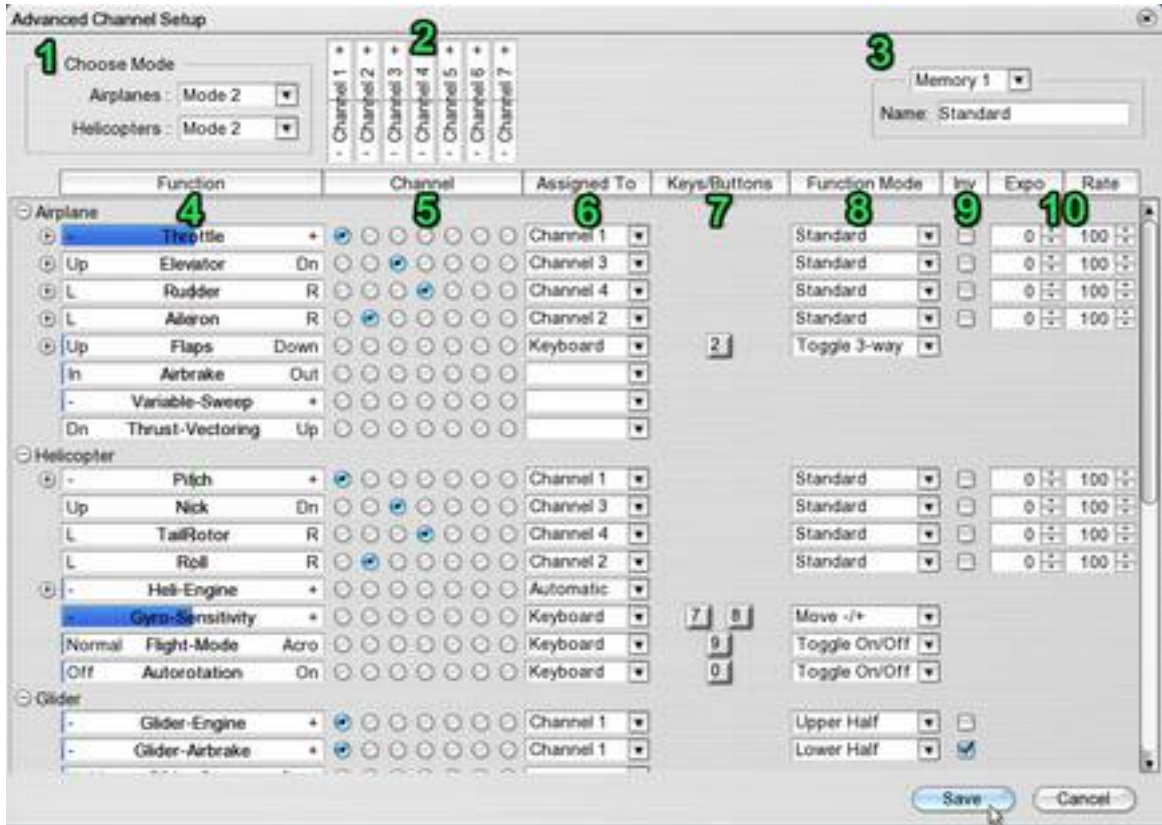 Advanced Channel Setup
1 Choose Mode
Airplanes : Mode 2
Helicopters : Mode 2
2
- Channel 1 +
- Channel 2 +
- Channel 3 +
- Channel 4 +
- Channel 5 +
- Channel 6 +
- Channel 7 +
3
Memory 1
Name: Standard
Function Channel Assigned To Keys/Buttons Function Mode Inv Expo Rate
4 5 6 7 8 9 10
Airplane
- Throttle + Channel 1 Standard 0 100
Up Elevator Dn Channel 3 Standard 0 100
L Rudder R Channel 4 Standard 0 100
L Aileron R Channel 2 Standard 0 100
Up Flaps Down Keyboard 2 Toggle 3-way
In Airbrake Out
- Variable-Sweep +
Dn Thrust-Vectoring Up
Helicopter
- Pitch + Channel 1 Standard 0 100
Up Nick Dn Channel 3 Standard 0 100
L TailRotor R Channel 4 Standard 0 100
L Roll R Channel 2 Standard 0 100
- Heli-Engine + Automatic
- Gyro-Sensitivity + Keyboard 7 8 Move -/+
Normal Flight-Mode Acro Keyboard 9 Toggle On/Off
Off Autorotation On Keyboard 0 Toggle On/Off
Glider
- Glider-Engine + Channel 1 Upper Half
- Glider-Airbrake + Channel 1 Lower Half
Save Cancel